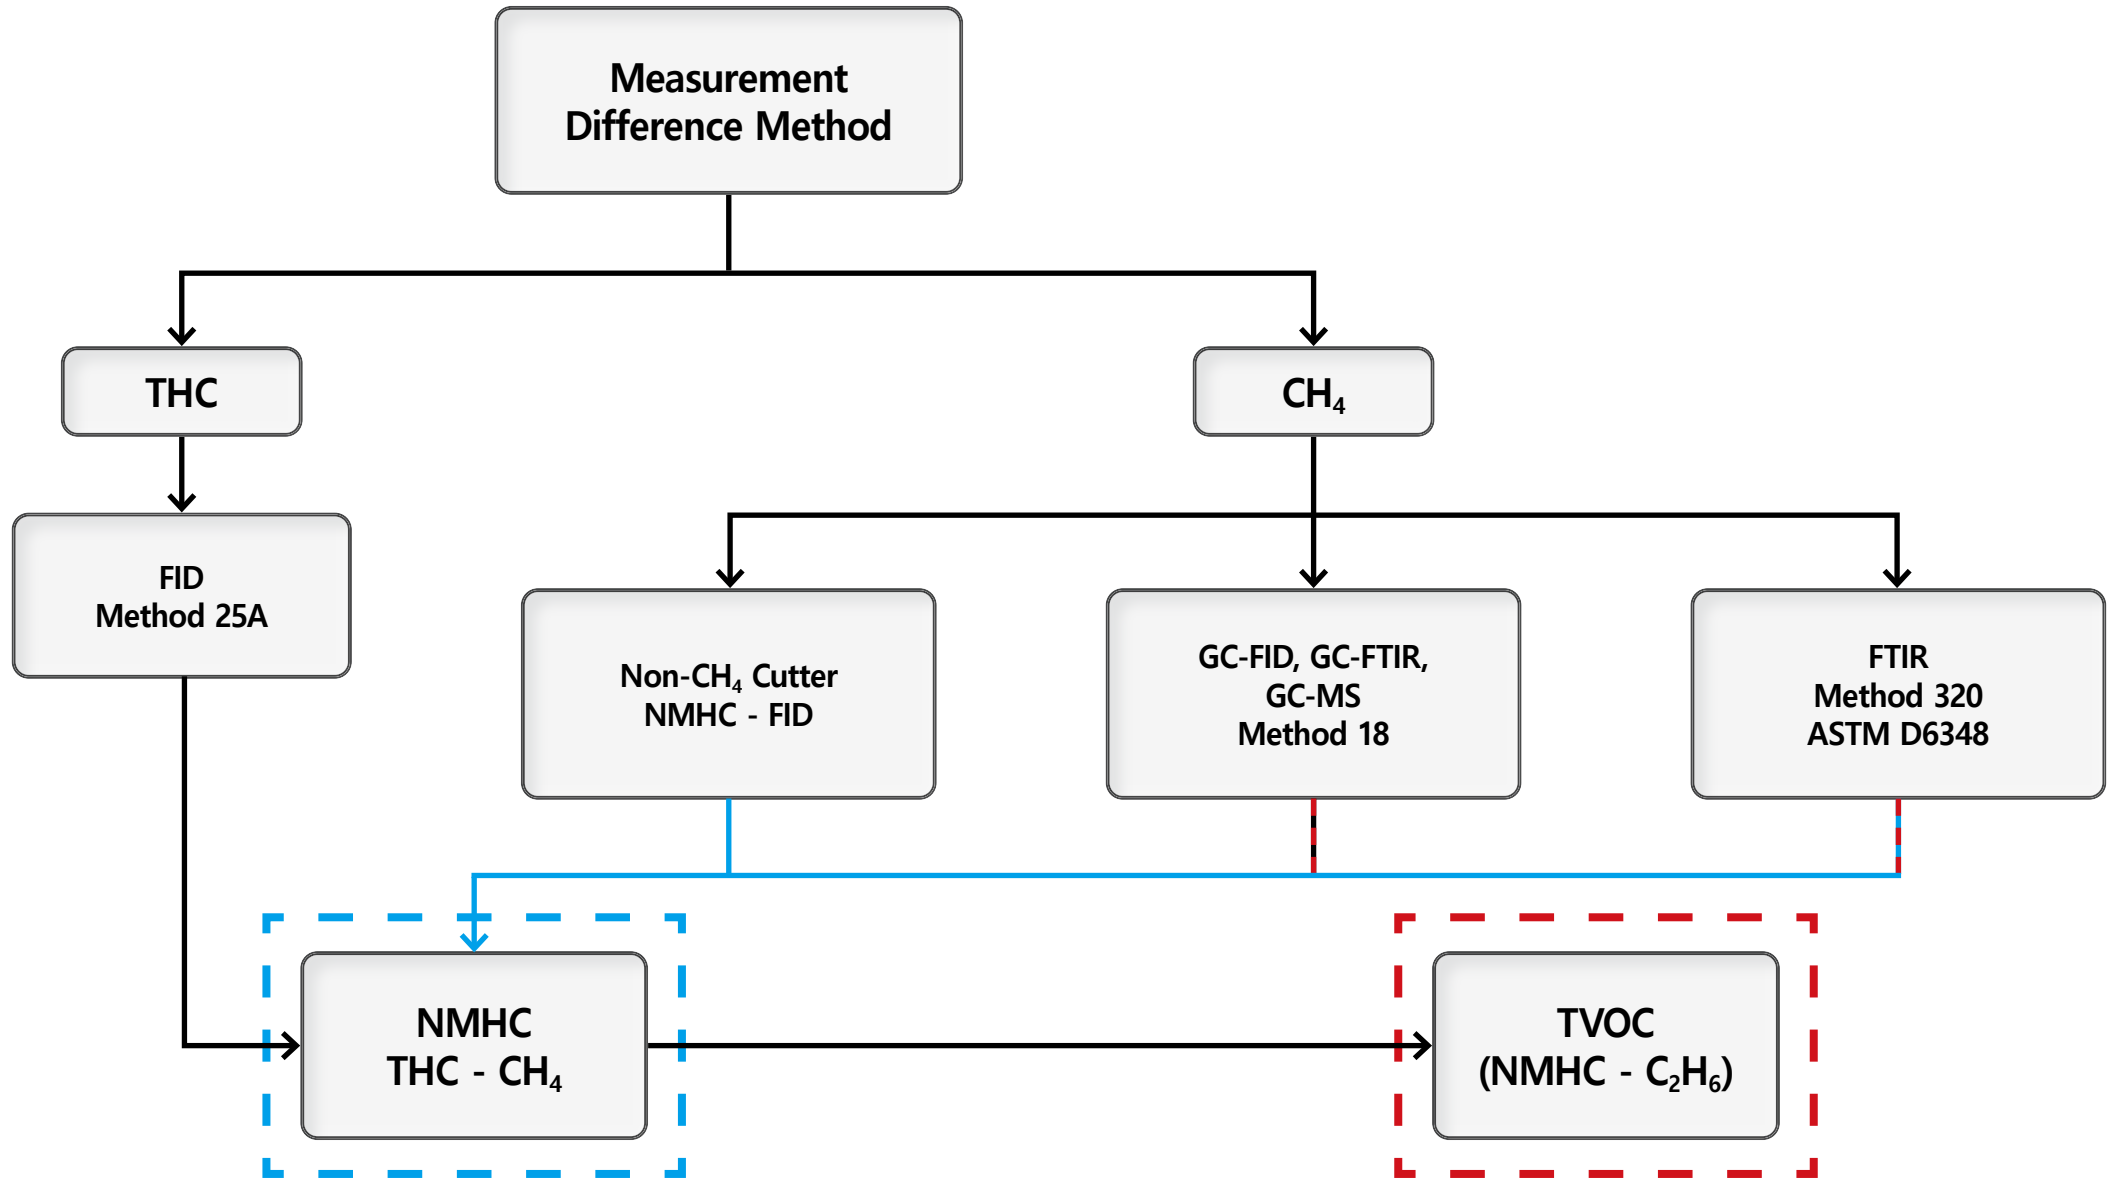 Measurement
Difference Method
THC
CH₄
FID
Method 25A
Non-CH₄ Cutter
NMHC - FID
GC-FID, GC-FTIR,
GC-MS
Method 18
FTIR
Method 320
ASTM D6348
NMHC
THC - CH₄
TVOC
(NMHC - C₂H₆)